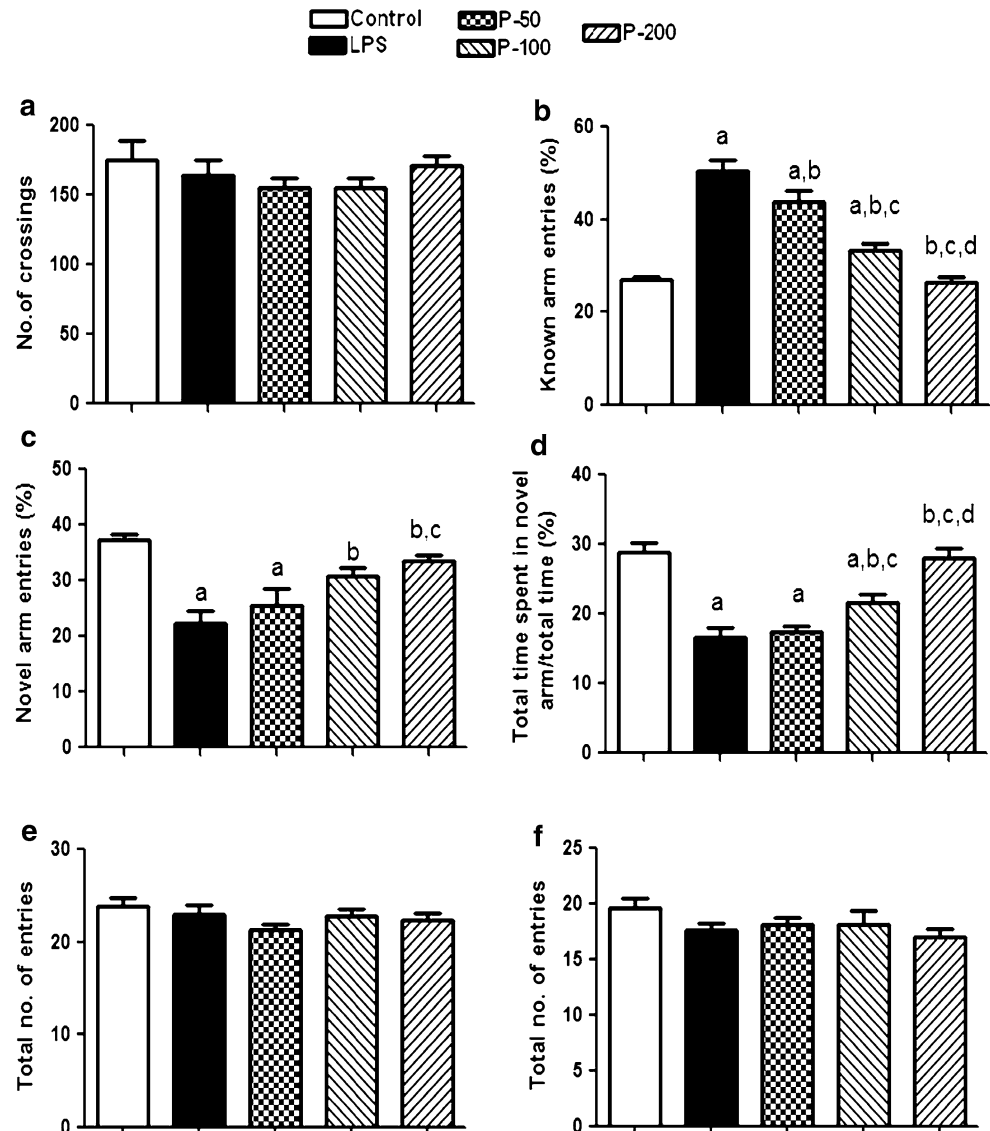 Control
LPS
P-50
P-100
P-200
a
No.of crossings
200
150
100
50
0
b
Known arm entries (%)
60
40
20
0
a
a,b
a,b,c
b,c,d
c
Novel arm entries (%)
50
40
30
20
10
0
a
a
b
b,c
d
Total time spent in novel
arm/total time (%)
40
30
20
10
0
a
a
a,b,c
b,c,d
e
Total no. of entries
30
20
10
0
f
Total no. of entries
25
20
15
10
5
0